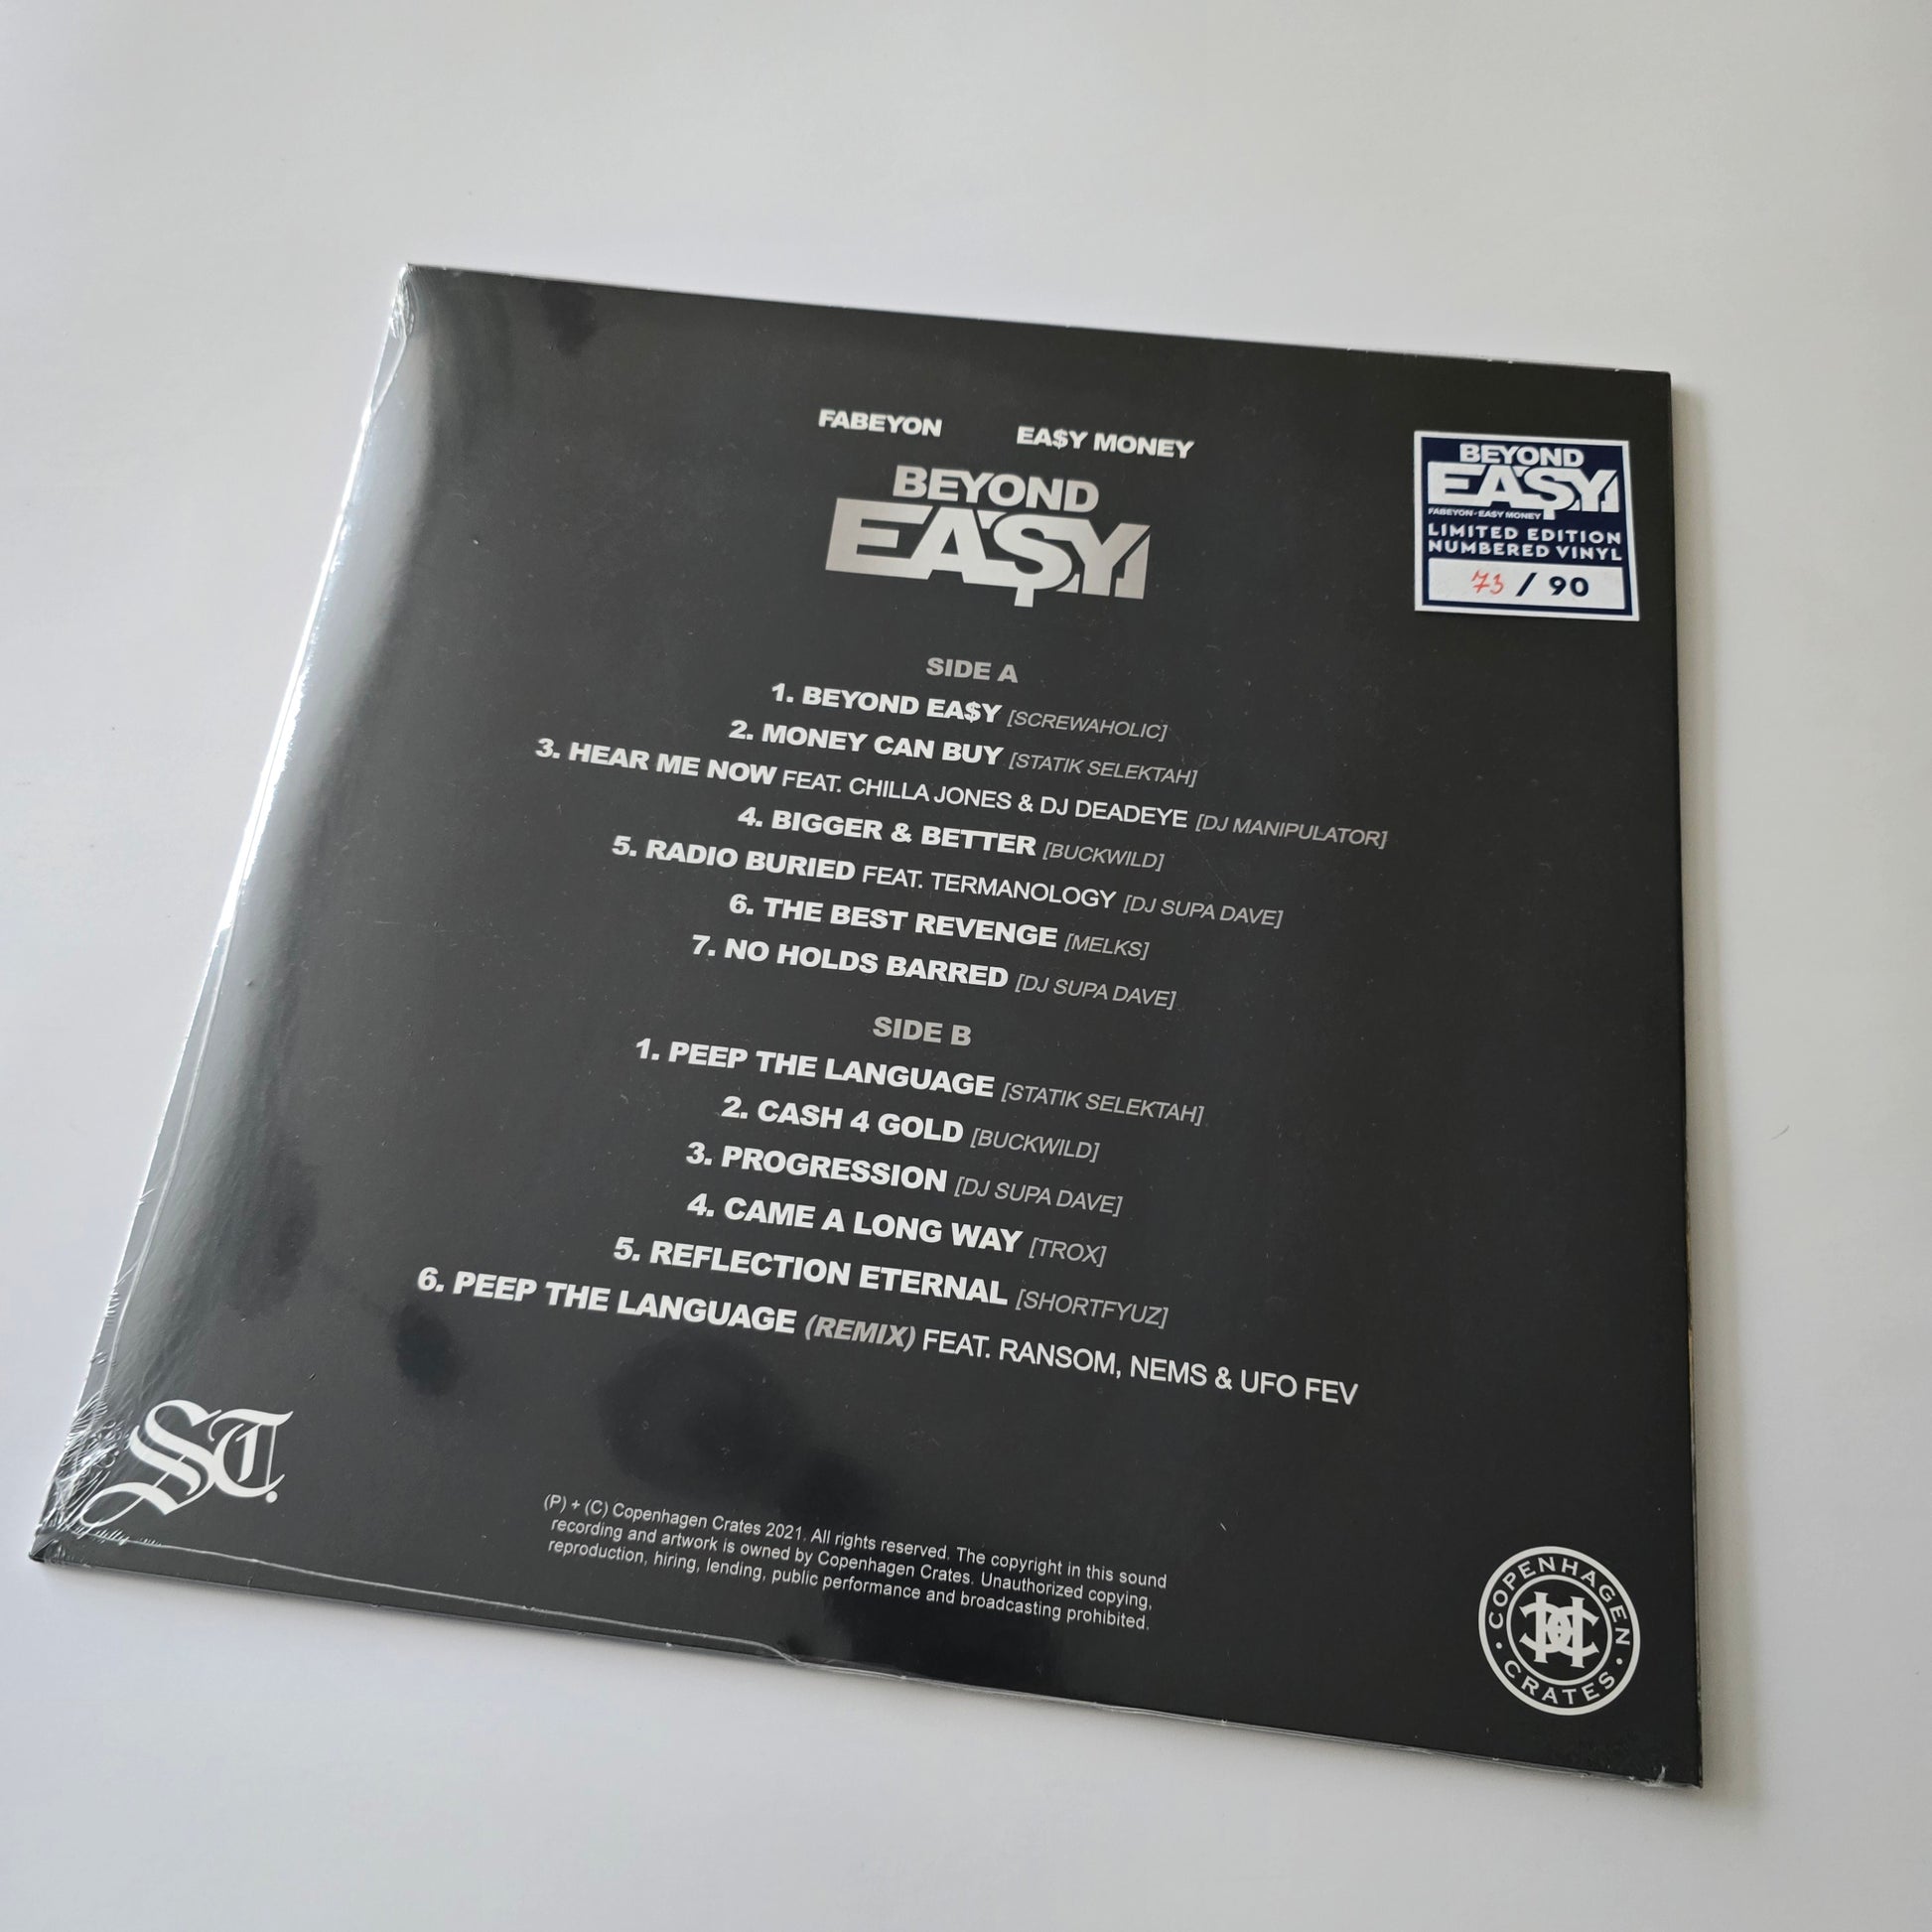 FABEYON EA$Y MONEY
BEYOND
EA$Y
BEYOND
EA$Y
FABEYON - EASY MONEY
LIMITED EDITION
NUMBERED VINYL
73 / 90
SIDE A
1. BEYOND EA$Y [SCREWAHOLIC]
2. MONEY CAN BUY [STATIK SELEKTAH]
3. HEAR ME NOW FEAT. CHILLA JONES & DJ DEADEYE [DJ MANIPULATOR]
4. BIGGER & BETTER [BUCKWILD]
5. RADIO BURIED FEAT. TERMANOLOGY [DJ SUPA DAVE]
6. THE BEST REVENGE [MELKS]
7. NO HOLDS BARRED [DJ SUPA DAVE]
SIDE B
1. PEEP THE LANGUAGE [STATIK SELEKTAH]
2. CASH 4 GOLD [BUCKWILD]
3. PROGRESSION [DJ SUPA DAVE]
4. CAME A LONG WAY [TROX]
5. REFLECTION ETERNAL [SHORTFYUZ]
6. PEEP THE LANGUAGE (REMIX) FEAT. RANSOM, NEMS & UFO FEV
ST.
(P) + (C) Copenhagen Crates 2021. All rights reserved. The copyright in this sound
recording and artwork is owned by Copenhagen Crates. Unauthorized copying,
reproduction, hiring, lending, public performance and broadcasting prohibited.
COPENHAGEN
CRATES